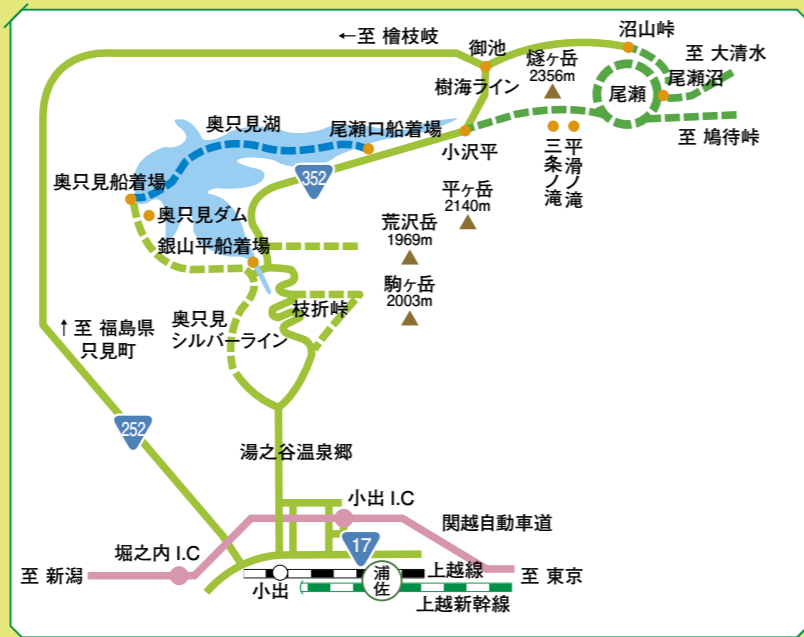 ←至 檜枝岐
御池
沼山峠
燧ヶ岳
2356m
至 大清水
尾瀬沼
尾瀬
樹海ライン
至 鳩待峠
奥只見湖
尾瀬口船着場
小沢平
三条ノ滝
平滑ノ滝
352
奥只見船着場
奥只見ダム
銀山平船着場
平ヶ岳
2140m
荒沢岳
1969m
駒ヶ岳
2003m
枝折峠
奥只見
シルバーライン
↑至 福島県
只見町
252
湯之谷温泉郷
小出 I.C
関越自動車道
17
堀之内 I.C
至 新潟
小出
浦佐
上越線
至 東京
上越新幹線